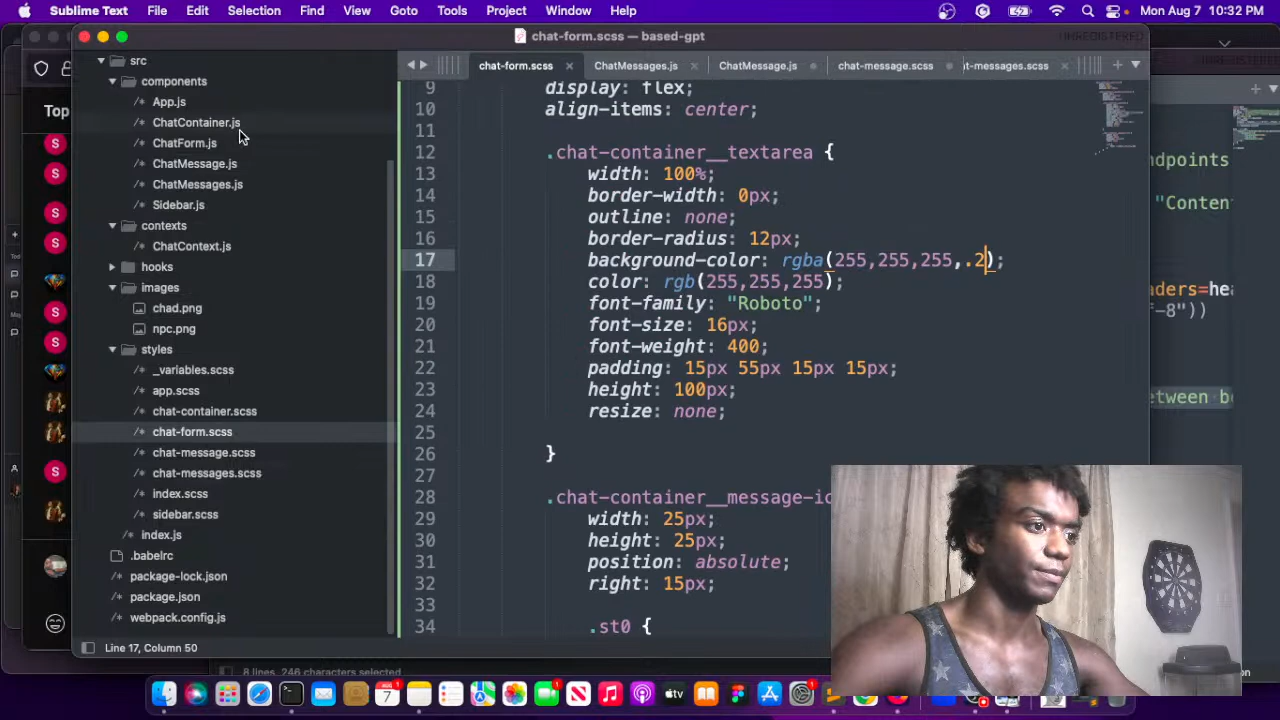 Sublime Text File Edit Selection Find View Goto Tools Project Window Help Mon Aug 7 10:32 PM
chat-form.scss — based-gpt
UNREGISTERED
Top
src
components
App.js
ChatContainer.js
ChatForm.js
ChatMessage.js
ChatMessages.js
Sidebar.js
contexts
ChatContext.js
hooks
images
chad.png
npc.png
styles
_variables.scss
app.scss
chat-container.scss
chat-form.scss
chat-message.scss
chat-messages.scss
index.scss
sidebar.scss
index.js
.babelrc
package-lock.json
package.json
webpack.config.js
chat-form.scss ChatMessages.js ChatMessage.js chat-message.scss at-messages.scss
9 display: flex;
10 align-items: center;
11
12 .chat-container__textarea {
13 width: 100%;
14 border-width: 0px;
15 outline: none;
16 border-radius: 12px;
17 background-color: rgba(255,255,255,.2);
18 color: rgb(255,255,255);
19 font-family: "Roboto";
20 font-size: 16px;
21 font-weight: 400;
22 padding: 15px 55px 15px 15px;
23 height: 100px;
24 resize: none;
25
26 }
27
28 .chat-container__message-ic
29 width: 25px;
30 height: 25px;
31 position: absolute;
32 right: 15px;
33
34 .st0 {
ndpoints
"Conten
aders=hea
f-8"))
etween be
Line 17, Column 50
8 lines, 246 characters selected